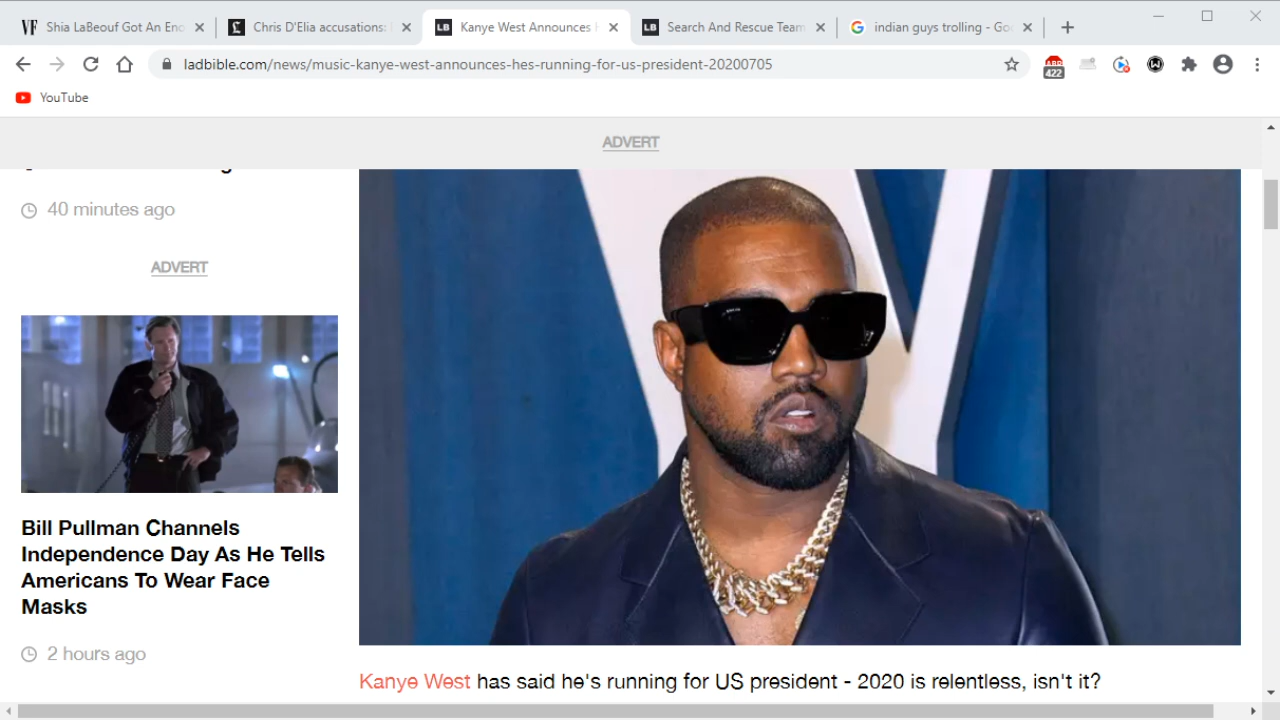 Shia LaBeouf Got An Eno
Chris D'Elia accusations:
Kanye West Announces
Search And Rescue Team
indian guys trolling - Goo
ladbible.com/news/music-kanye-west-announces-hes-running-for-us-president-20200705
422
YouTube
ADVERT
40 minutes ago
ADVERT
Bill Pullman Channels
Independence Day As He Tells
Americans To Wear Face
Masks
2 hours ago
Kanye West has said he's running for US president - 2020 is relentless, isn't it?